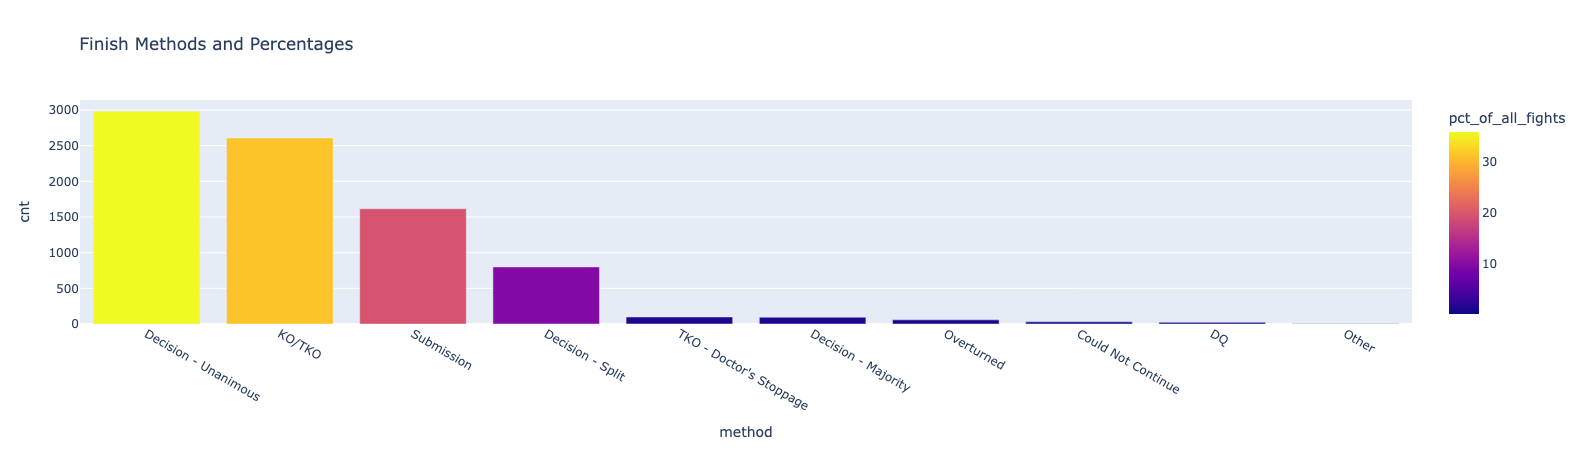 Finish Methods and Percentages
cnt
3000
2500
2000
1500
1000
500
0
Decision - Unanimous
KO/TKO
Submission
Decision - Split
TKO - Doctor's Stoppage
Decision - Majority
Overturned
Could Not Continue
DQ
Other
method
pct_of_all_fights
30
20
10